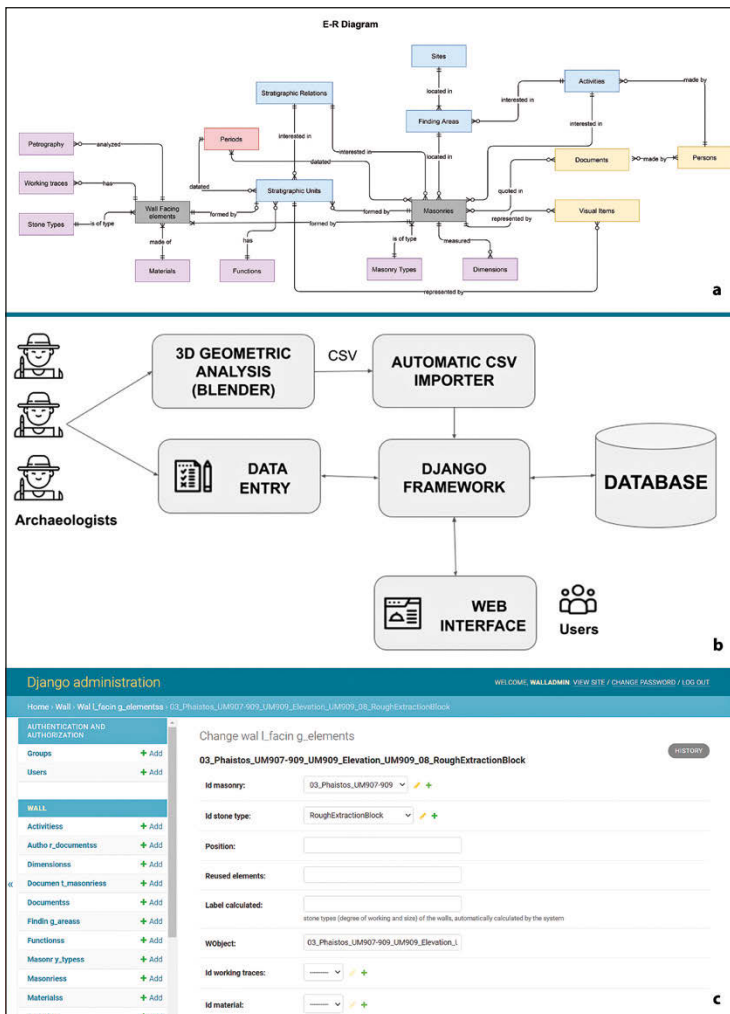 E-R Diagram
Sites
Stratigraphic Relations
Activities
made by
located in
interested in
Petrography
analyzed
Periods
interested in
Finding Areas
interested in
interested in
located in
Documents
made by
Persons
Working traces
has
datated
datated
Stratigraphic Units
quoted in
Wall Facing
elements
formed by
formed by
Masonries
Visual Items
represented by
Stone Types
is of type
formed by
made of
has
is of type
measured
Materials
Functions
Masonry Types
Dimensions
represented by
a
3D GEOMETRIC
ANALYSIS
(BLENDER)
CSV
AUTOMATIC CSV
IMPORTER
DATA
ENTRY
DJANGO
FRAMEWORK
DATABASE
Archaeologists
WEB
INTERFACE
Users
b
Django administration
WELCOME, WALLADMIN. VIEW SITE / CHANGE PASSWORD / LOG OUT
Home › Wall › Wal l_facin g_elementss › 03_Phaistos_UM907-909_UM909_Elevation_UM909_08_RoughExtractionBlock
AUTHENTICATION AND
AUTHORIZATION
Groups + Add
Users + Add
WALL
Activitiess + Add
Autho r_documentss + Add
Dimensionss + Add
Documen t_masonriess + Add
Documentss + Add
Findin g_areass + Add
Functionss + Add
Masonr y_typess + Add
Masonriess + Add
Materialss + Add
«
Change wal l_facin g_elements
HISTORY
03_Phaistos_UM907-909_UM909_Elevation_UM909_08_RoughExtractionBlock
Id masonry: 03_Phaistos_UM907-909
Id stone type: RoughExtractionBlock
Position:
Reused elements:
Label calculated:
stone types (degree of working and size) of the walls, automatically calculated by the system
WObject: 03_Phaistos_UM907-909_UM909_Elevation_
Id working traces:
Id material:
c